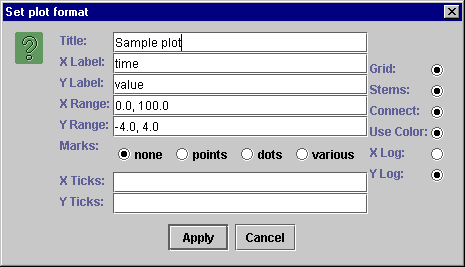 Set plot format
Title: Sample plot
X Label: time
Y Label: value
X Range: 0.0, 100.0
Y Range: -4.0, 4.0
Marks: none points dots various
X Ticks:
Y Ticks:
Grid:
Stems:
Connect:
Use Color:
X Log:
Y Log:
Apply Cancel